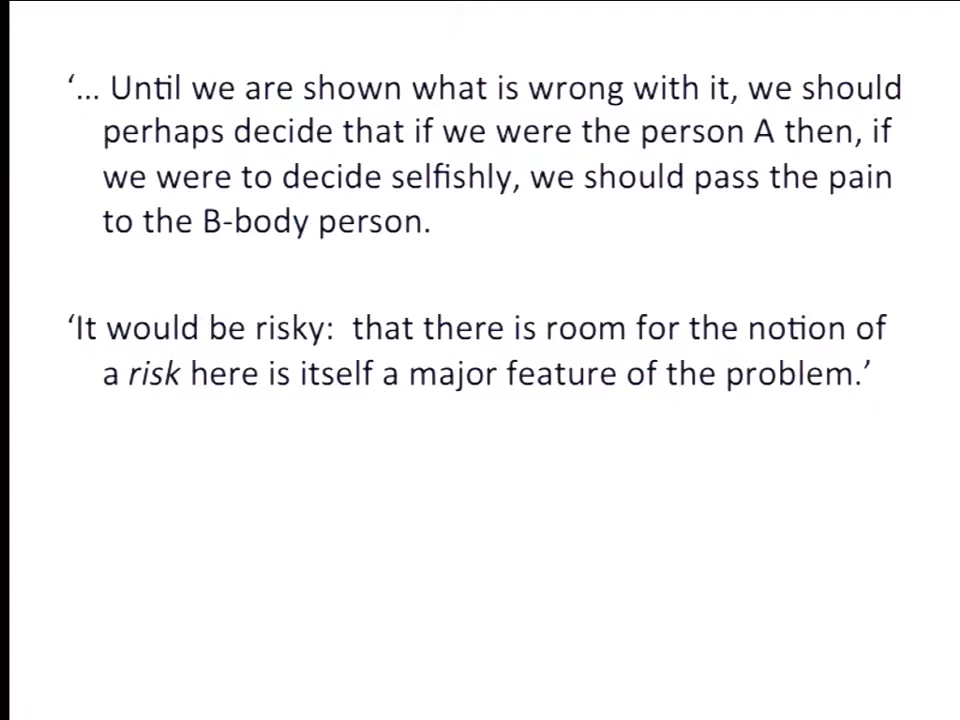 ‘… Until we are shown what is wrong with it, we should
perhaps decide that if we were the person A then, if
we were to decide selfishly, we should pass the pain
to the B-body person.
‘It would be risky:  that there is room for the notion of
a risk here is itself a major feature of the problem.’